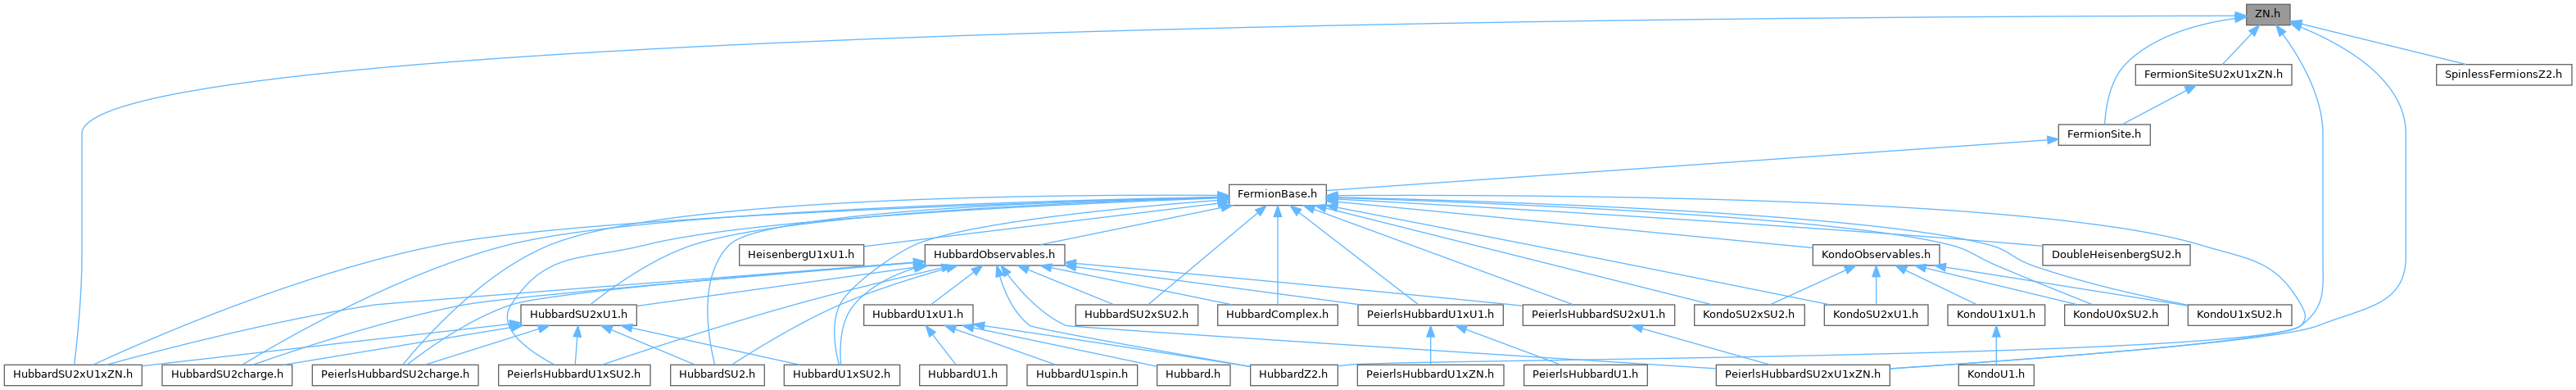 ZN.h
FermionSiteSU2xU1xZN.h
SpinlessFermionsZ2.h
FermionSite.h
FermionBase.h
HeisenbergU1xU1.h
HubbardObservables.h
KondoObservables.h
DoubleHeisenbergSU2.h
HubbardSU2xU1.h
HubbardU1xU1.h
HubbardSU2xSU2.h
HubbardComplex.h
PeierlsHubbardU1xU1.h
PeierlsHubbardSU2xU1.h
KondoSU2xSU2.h
KondoSU2xU1.h
KondoU1xU1.h
KondoU0xSU2.h
KondoU1xSU2.h
HubbardSU2xU1xZN.h
HubbardSU2charge.h
PeierlsHubbardSU2charge.h
PeierlsHubbardU1xSU2.h
HubbardSU2.h
HubbardU1xSU2.h
HubbardU1.h
HubbardU1spin.h
Hubbard.h
HubbardZ2.h
PeierlsHubbardU1xZN.h
PeierlsHubbardU1.h
PeierlsHubbardSU2xU1xZN.h
KondoU1.h